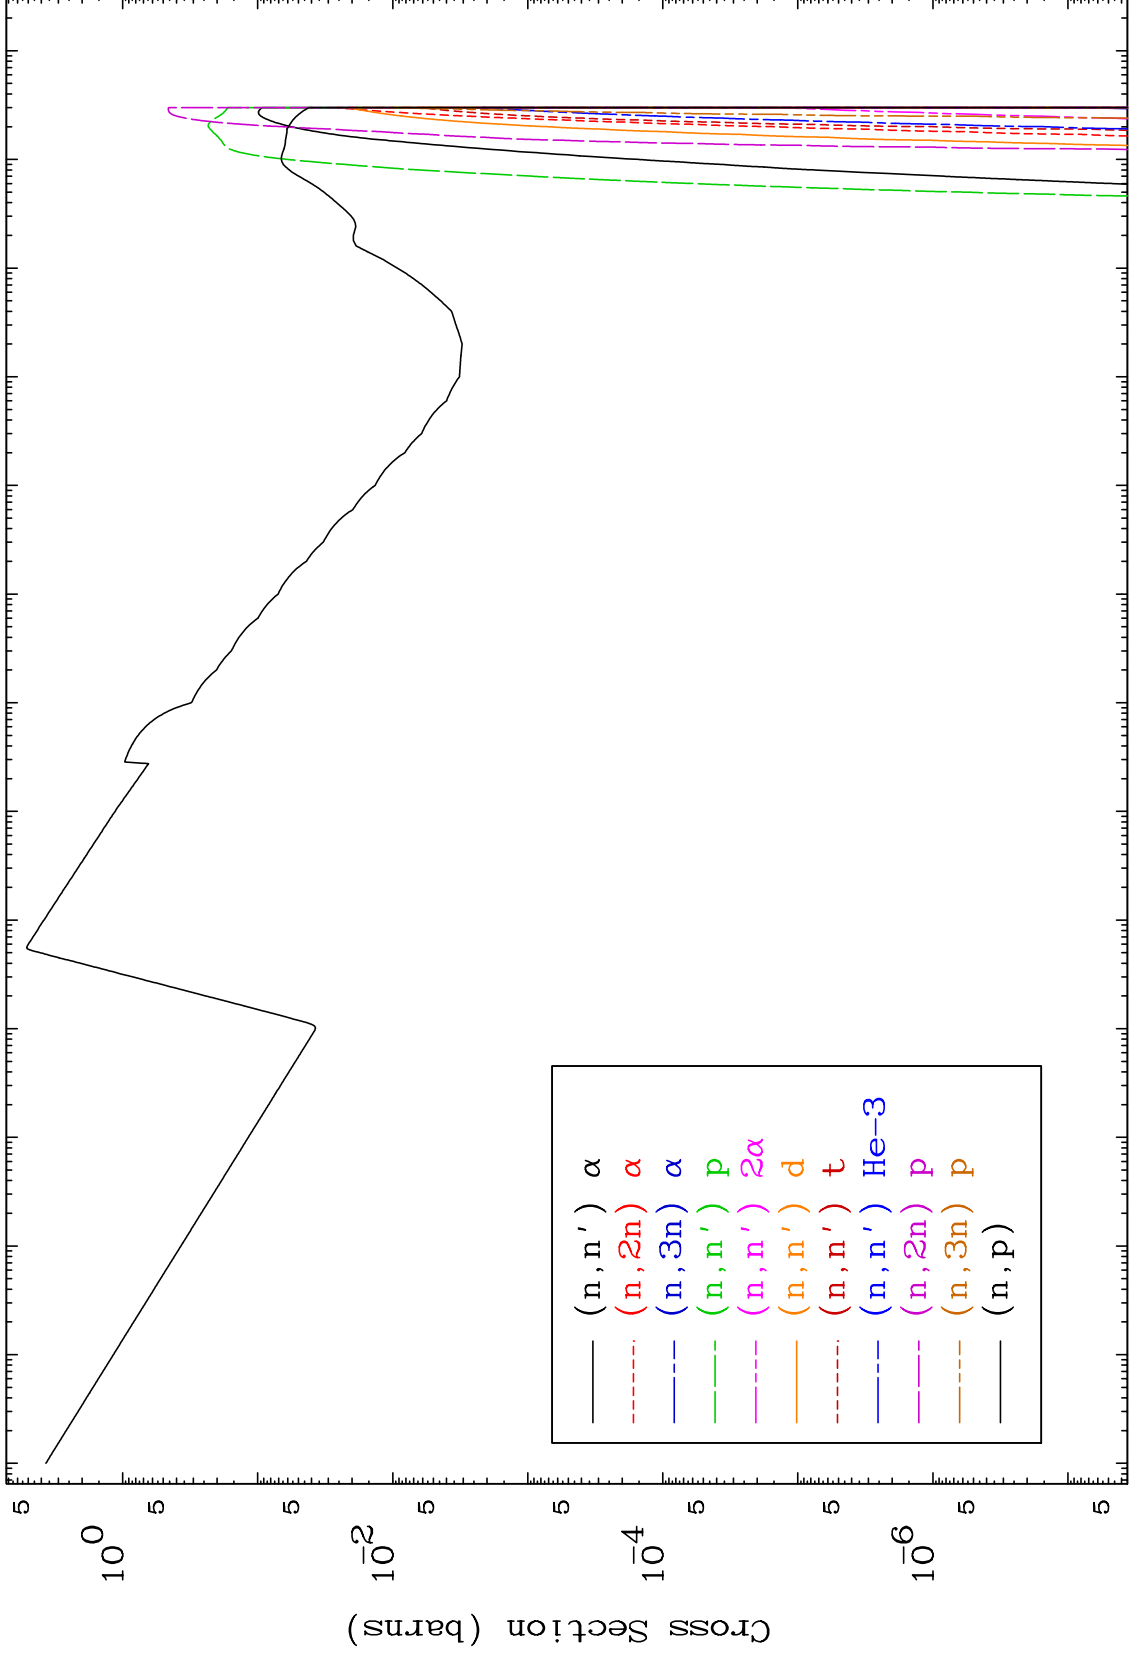 Cross Section (barns)
5
10^0
5
5
10^-2
5
5
10^-4
5
5
10^-6
5
5
(n,n') α
(n,2n) α
(n,3n) α
(n,n') p
(n,n') 2α
(n,n') d
(n,n') t
(n,n') He-3
(n,2n) p
(n,3n) p
(n,p)